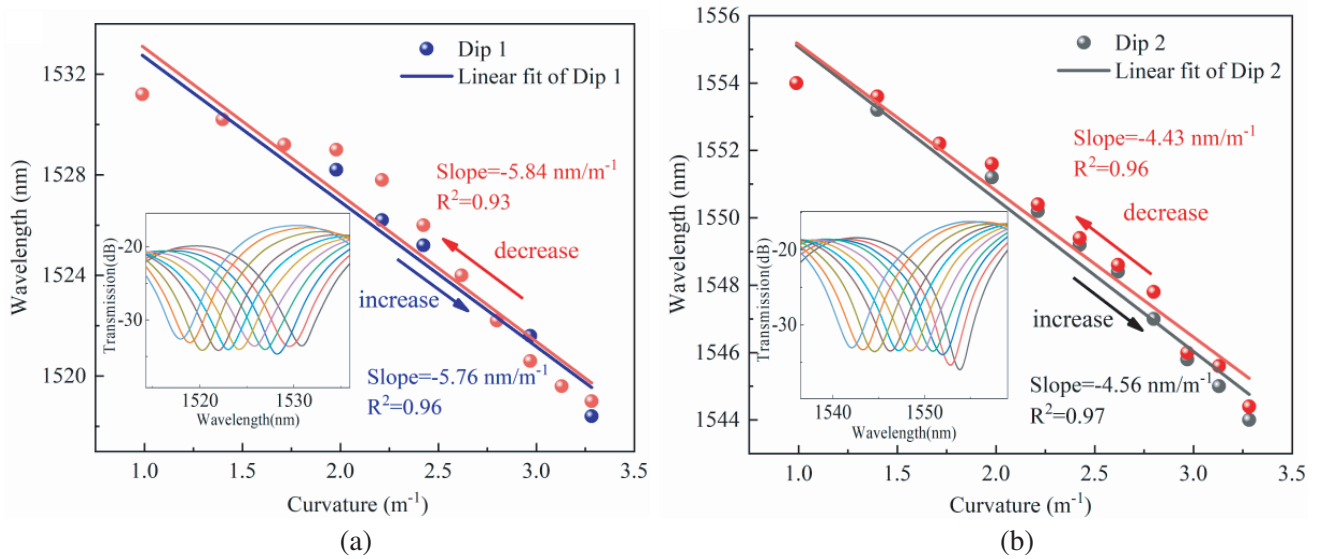 Dip 1
Linear fit of Dip 1
Slope=-5.84 nm/m⁻¹
R²=0.93
decrease
increase
Slope=-5.76 nm/m⁻¹
R²=0.96
1532
1528
1524
1520
Wavelength (nm)
1.0 1.5 2.0 2.5 3.0 3.5
Curvature (m⁻¹)
-20
-30
Transmission(dB)
1520 1530
Wavelength(nm)
(a)
Dip 2
Linear fit of Dip 2
Slope=-4.43 nm/m⁻¹
R²=0.96
decrease
increase
Slope=-4.56 nm/m⁻¹
R²=0.97
1556
1554
1552
1550
1548
1546
1544
Wavelength (nm)
1.0 1.5 2.0 2.5 3.0 3.5
Curvature (m⁻¹)
-20
-30
Transmission(dB)
1540 1550
Wavelength(nm)
(b)